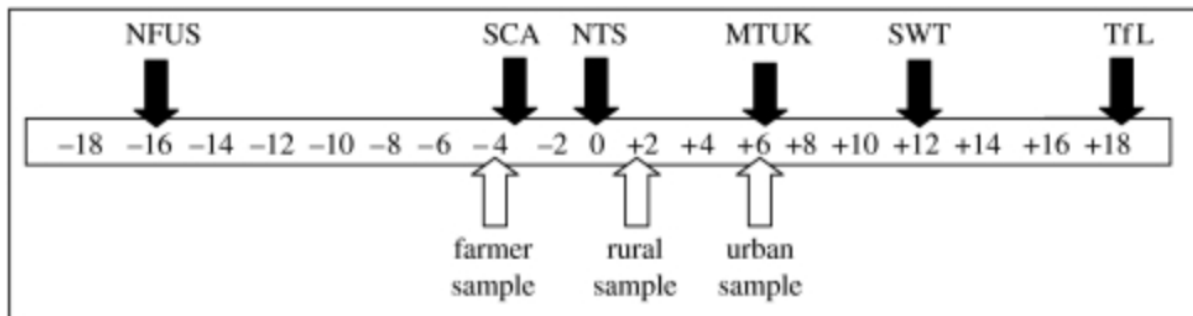 NFUS SCA NTS MTUK SWT TfL
–18 –16 –14 –12 –10 –8 –6 –4 –2 0 +2 +4 +6 +8 +10 +12 +14 +16 +18
farmer rural urban
sample sample sample